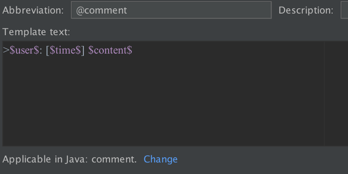 Abbreviation: @comment Description:
Template text:
>$user$: [$time$] $content$
Applicable in Java: comment. Change